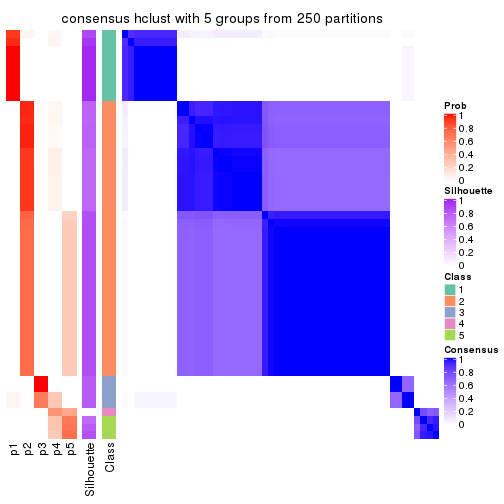 consensus hclust with 5 groups from 250 partitions
Prob
1
0.8
0.6
0.4
0.2
0
Silhouette
1
0.8
0.6
0.4
0.2
0
Class
1
2
3
4
5
Consensus
1
0.8
0.6
0.4
0.2
0
p1
p2
p3
p4
p5
Silhouette
Class